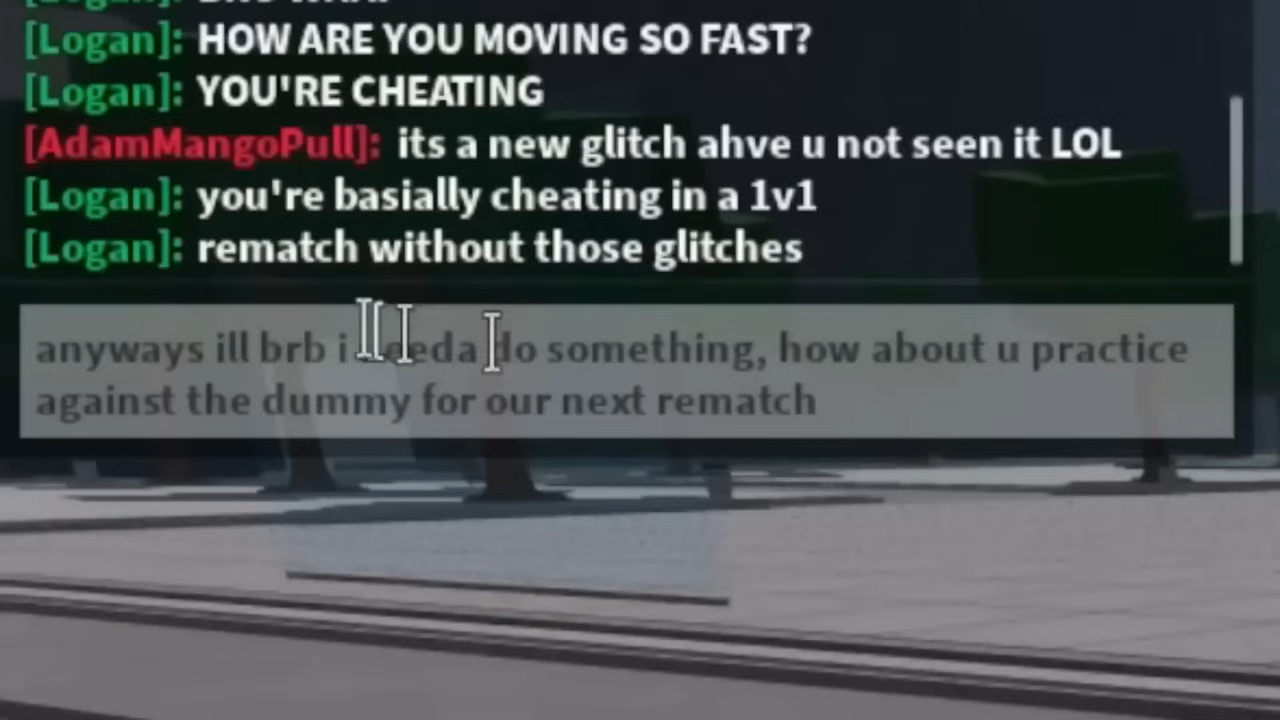 [Logan]: HOW ARE YOU MOVING SO FAST?
[Logan]: YOU'RE CHEATING
[AdamMangoPull]: its a new glitch ahve u not seen it LOL
[Logan]: you're basially cheating in a 1v1
[Logan]: rematch without those glitches
anyways ill brb i needa do something, how about u practice
against the dummy for our next rematch